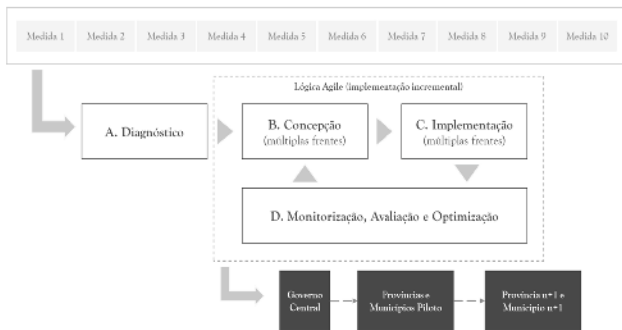 Medida 1 Medida 2 Medida 3 Medida 4 Medida 5 Medida 6 Medida 7 Medida 8 Medida 9 Medida 10
Lógica Agile (implementação incremental)
A. Diagnóstico
B. Concepção
(múltiplas frentes)
C. Implementação
(múltiplas frentes)
D. Monitorização, Avaliação e Optimização
Governo
Central
Províncias e
Municípios Piloto
Província n+1 e
Município n+1